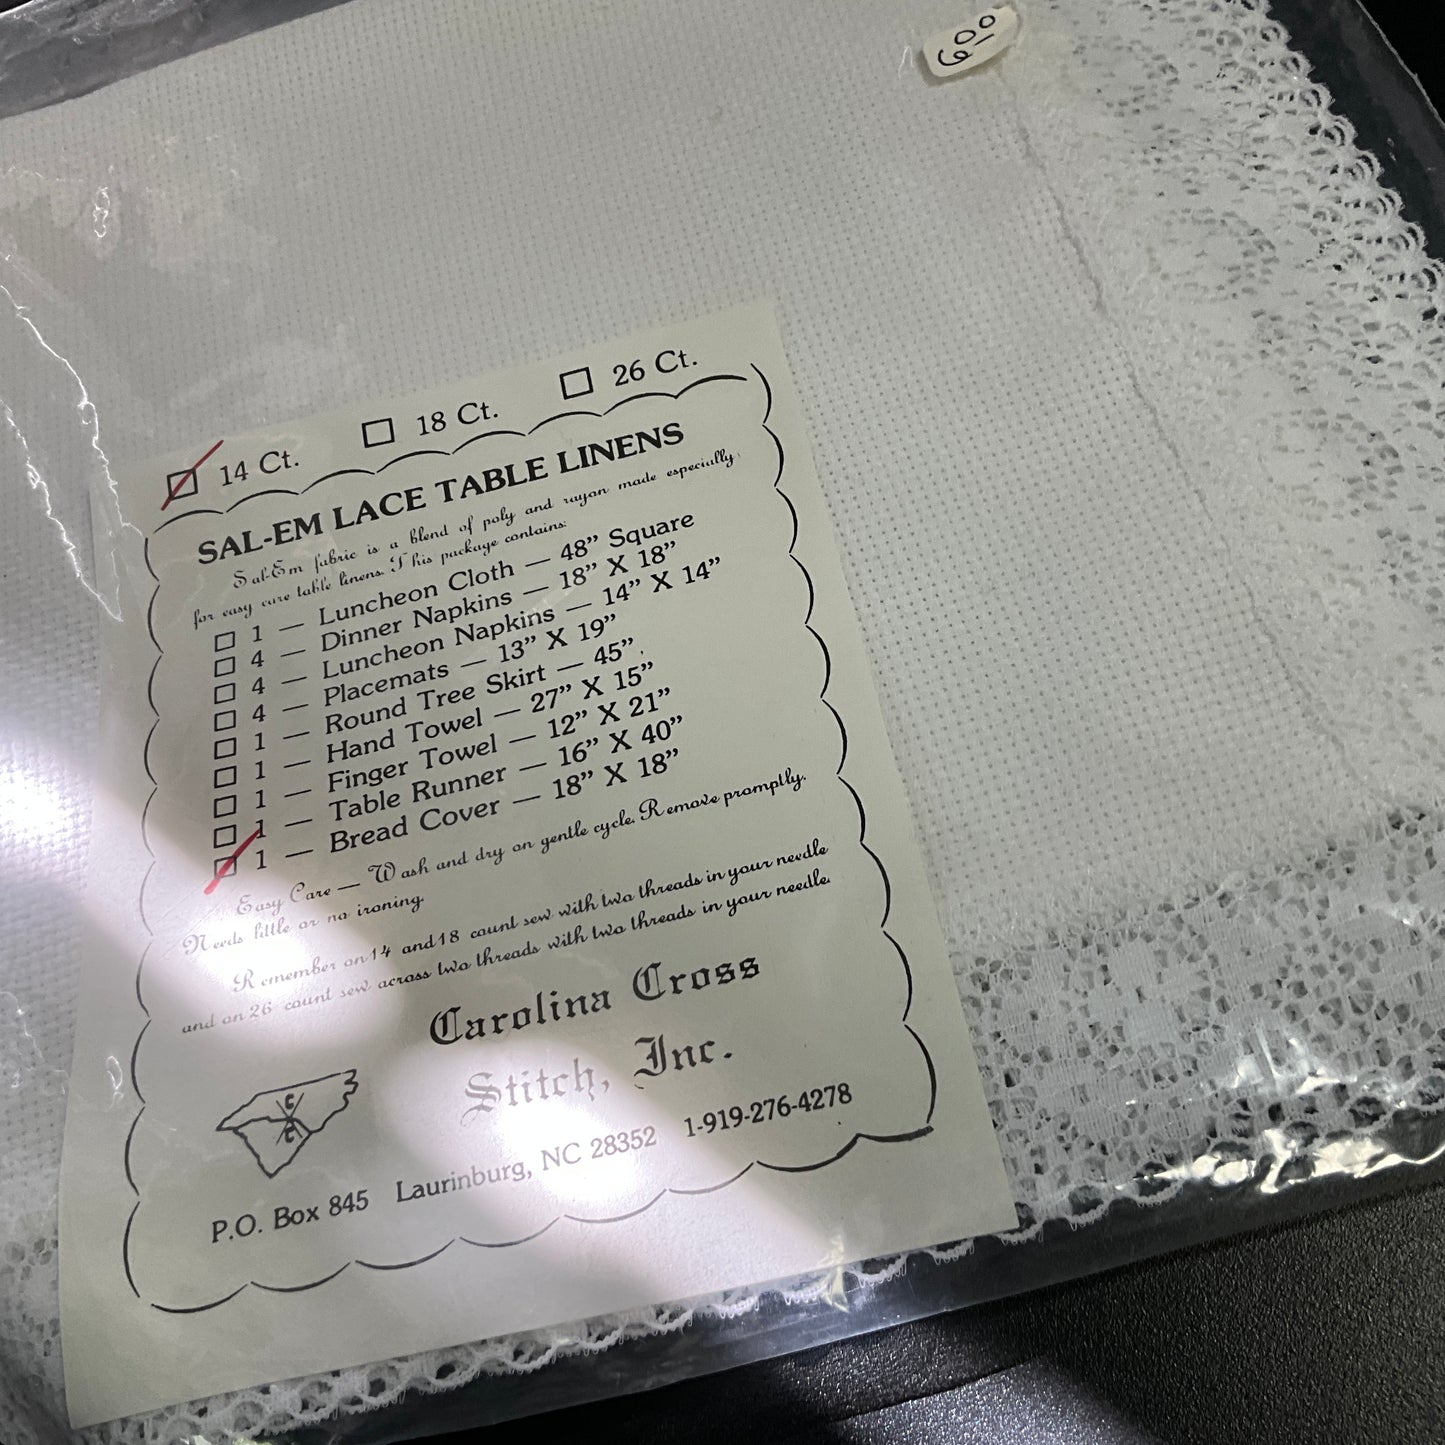 609
10
14 Ct.
18 Ct.
26 Ct.
SAL-EM LACE TABLE LINENS
Sal-Em fabric is a blend of poly and rayon made especially
for easy care table linens. This package contains:
1 — Luncheon Cloth — 48” Square
4 — Dinner Napkins — 18” X 18”
4 — Luncheon Napkins — 14” X 14”
4 — Placemats — 13” X 19”
1 — Round Tree Skirt — 45”
1 — Hand Towel — 27” X 15”
1 — Finger Towel — 12” X 21”
1 — Table Runner — 16” X 40”
1 — Bread Cover — 18” X 18”
Easy Care — Wash and dry on gentle cycle. Remove promptly.
Needs little or no ironing.
Remember on 14 and 18 count sew with two threads in your needle
and on 26 count sew across two threads with two threads in your needle.
Carolina Cross
Stitch, Inc.
C C
P.O. Box 845 Laurinburg, NC 28352 1-919-276-4278